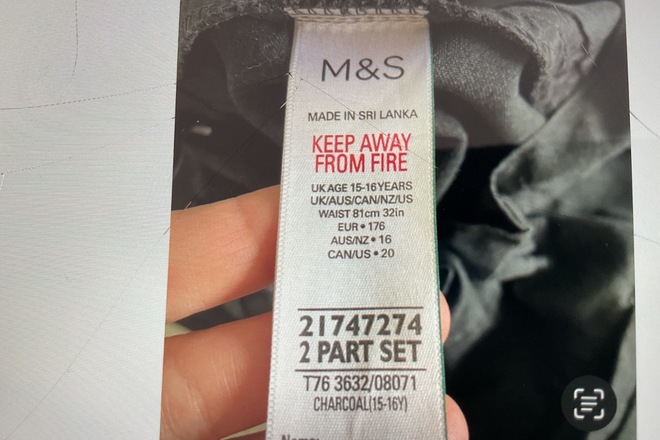 M&S
MADE IN SRI LANKA
KEEP AWAY
FROM FIRE
UK AGE 15-16 YEARS
UK/AUS/CAN/NZ/US
WAIST 81cm 32in
EUR • 176
AUS/NZ • 16
CAN/US • 20
21747274
2 PART SET
T76 3632/08071
CHARCOAL(15-16Y)
Name: